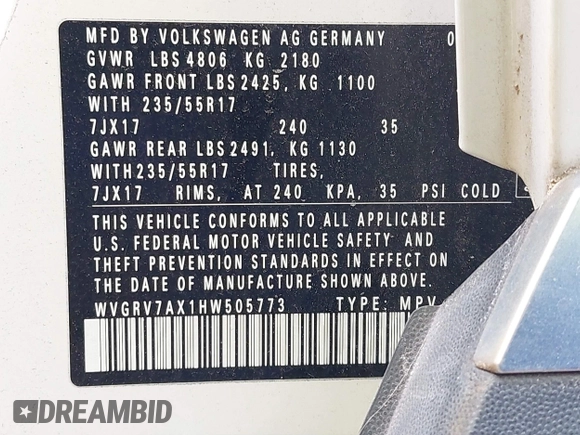 MFD BY VOLKSWAGEN AG GERMANY 0
GVWR LBS 4806 KG 2180
GAWR FRONT LBS 2425, KG 1100
WITH 235/55R17
7JX17 240 35
GAWR REAR LBS 2491, KG 1130
WITH 235/55R17 TIRES,
7JX17 RIMS, AT 240 KPA, 35 PSI COLD
THIS VEHICLE CONFORMS TO ALL APPLICABLE
U.S. FEDERAL MOTOR VEHICLE SAFETY AND
THEFT PREVENTION STANDARDS IN EFFECT ON
THE DATE OF MANUFACTURE SHOWN ABOVE.
WVGRV7AX1HW505773 TYPE: MPV
DREAMBID